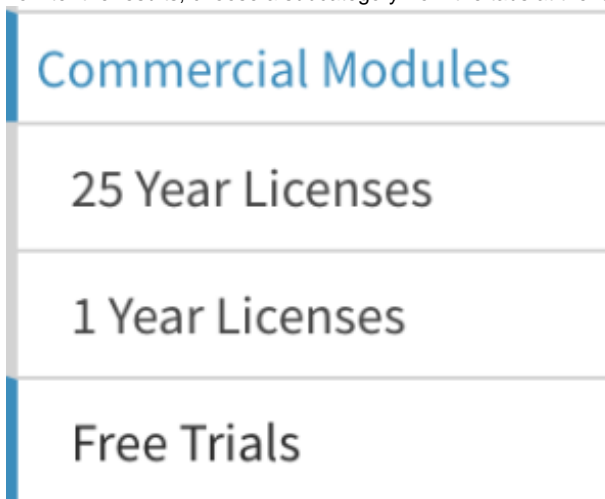 Commercial Modules
25 Year Licenses
1 Year Licenses
Free Trials